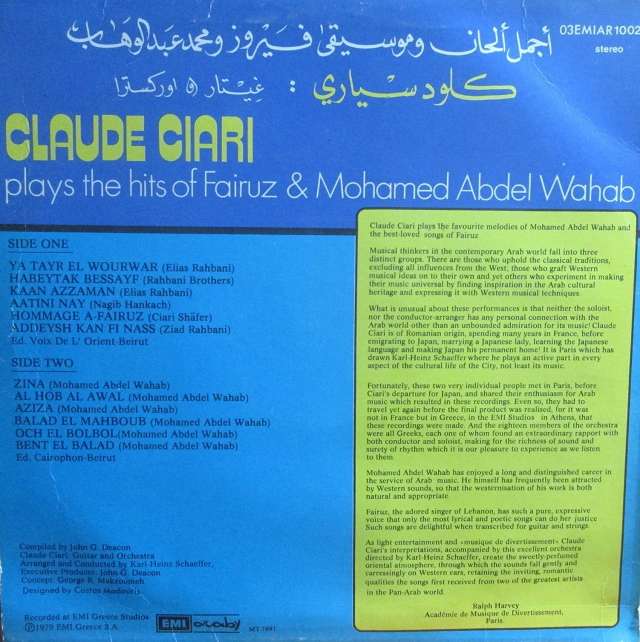 أجمل ألحان وموسيقى فيروز ومحمد عبد الوهاب
03EMIAR1002
stereo
كلود سياري : غيتار و اوركسترا
CLAUDE CIARI
plays the hits of Fairuz & Mohamed Abdel Wahab
SIDE ONE
YA TAYR EL WOURWAR (Elias Rahbani)
HABEYTAK BESSAYF (Rahbani Brothers)
KAAN AZZAMAN (Elias Rahbani)
AATINI NAY (Nagib Hankach)
HOMMAGE A-FAIRUZ (Ciari Shäfer)
ADDEYSH KAN FI NASS (Ziad Rahbani)
Ed. Voix De L' Orient-Beirut
SIDE TWO
ZINA (Mohamed Abdel Wahab)
AL HOB AL AWAL (Mohamed Abdel Wahab)
AZIZA (Mohamed Abdel Wahab)
BALAD EL MAHBOUB (Mohamed Abdel Wahab)
OCH EL BOLBOL(Mohamed Abdel Wahab)
BENT EL BALAD (Mohamed Abdel Wahab)
Ed. Cairophon-Beirut
Compiled by John G. Deacon
Claude Ciari: Guitar and Orchestra
Arranged and Conducted by Karl-Heinz Schaeffer,
Executive Producer: John G. Deacon
Concept: George R. Makroumeh
Designed by Costas
Recorded at EMI Greece Studios
Ⓟ 1979 EMI Greece S.A.
EMI
Claude Ciari plays the favourite melodies of Mohamed Abdel Wahab and
the best-loved songs of Fairuz
Musical thinkers in the contemporary Arab world fall into three
distinct groups. There are those who uphold the classical traditions,
excluding all influences from the West; those who graft Western
musical ideas on to their own and yet others who experiment in making
their music universal by finding inspiration in the Arab cultural
heritage and expressing it with Western musical techniques.
What is unusual about these performances is that neither the soloist,
nor the conductor-arranger has any personal connection with the
Arab world other than an unbounded admiration for its music! Claude
Ciari is of Romanian origin, spending many years in France, before
emigrating to Japan, marrying a Japanese lady, learning the Japanese
language and making Japan his permanent home! It is Paris which has
drawn Karl-Heinz Schaeffer where he plays an active part in every
aspect of the cultural life of the City, not least its music.
Fortunately, these two very individual people met in Paris, before
Ciari's departure for Japan, and shared their enthusiasm for Arab
music which resulted in these recordings. Even so, they had to
travel yet again before the final product was realised, for it was
not in France but in Greece, in the EMI Studios in Athens, that
these recordings were made. And the eighteen members of the orchestra
were all Greeks, each one of whom found an extraordinary rapport with
both conductor and soloist, making for the richness of sound and
surety of rhythm which it is our pleasure to experience as we listen
to them.
Mohamed Abdel Wahab has enjoyed a long and distinguished career in
the service of Arab music. He himself has frequently been attracted
by Western sounds, so that the westernisation of his work is both
natural and appropriate.
Fairuz, the adored singer of Lebanon, has such a pure, expressive
voice that only the most lyrical and poetic songs can do her justice
Such songs are delightful when transcribed for guitar and strings.
As light entertainment and «musique de divertissement» Claude
Ciari's interpretations, accompanied by this excellent orchestra
directed by Karl-Heinz Schaeffer, create the sweetly-perfumed
oriental atmosphere, through which the sounds fall gently and
carressingly on Western ears, retaining the inviting, romantic
qualities the songs first received from two of the greatest artists
in the Pan-Arab world.
Ralph Harvey
Académie de Musique de Divertissement,
Paris.